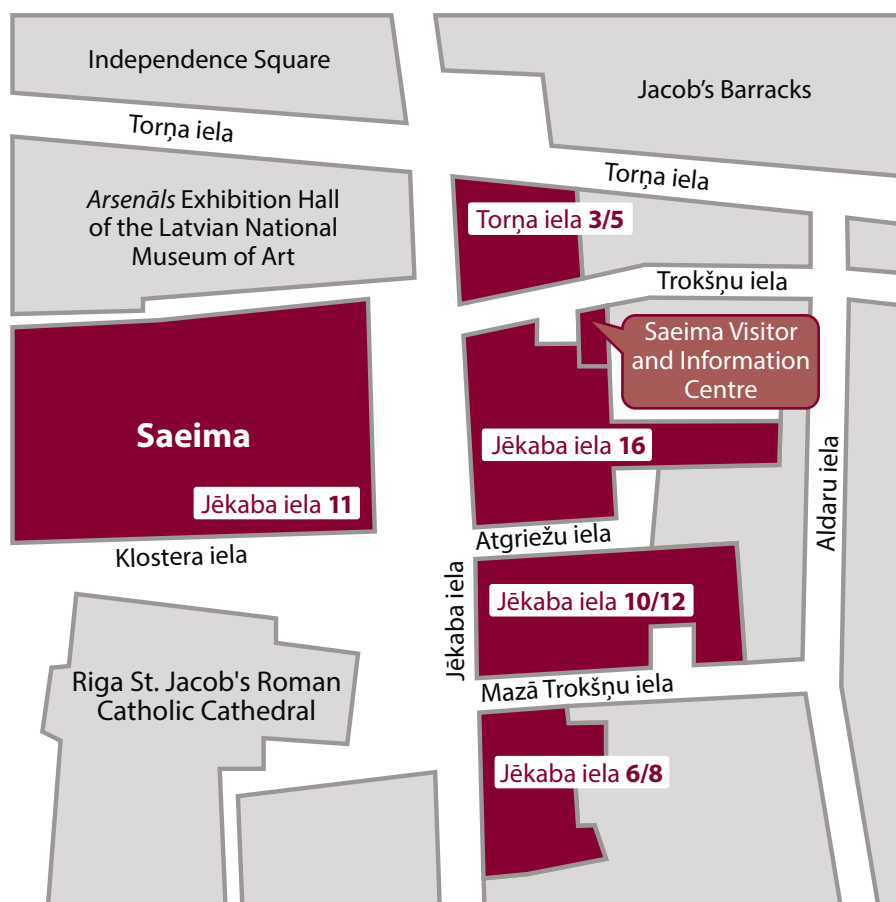 Independence Square
Jacob's Barracks
Torņa iela
Torņa iela
Arsenāls Exhibition Hall
of the Latvian National
Museum of Art
Torņa iela 3/5
Trokšņu iela
Saeima Visitor
and Information
Centre
Saeima
Jēkaba iela 16
Jēkaba iela 11
Aldaru iela
Atgriežu iela
Klostera iela
Jēkaba iela
Jēkaba iela 10/12
Riga St. Jacob's Roman
Catholic Cathedral
Mazā Trokšņu iela
Jēkaba iela 6/8